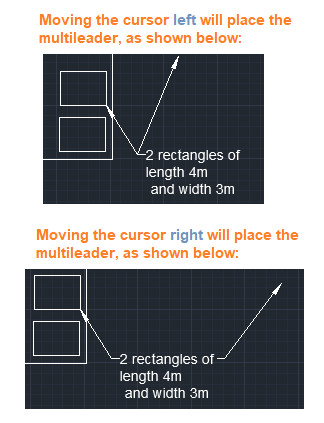 Moving the cursor left will place the
multileader, as shown below:
2 rectangles of
length 4m
and width 3m
Moving the cursor right will place the
multileader, as shown below:
2 rectangles of
length 4m
and width 3m